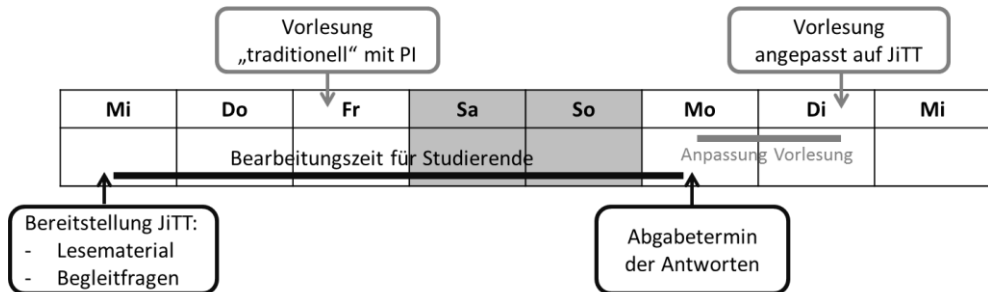 Vorlesung
„traditionell“ mit PI
Vorlesung
angepasst auf JiTT
Mi Do Fr Sa So Mo Di Mi
Bearbeitungszeit für Studierende
Anpassung Vorlesung
Bereitstellung JiTT:
- Lesematerial
- Begleitfragen
Abgabetermin
der Antworten